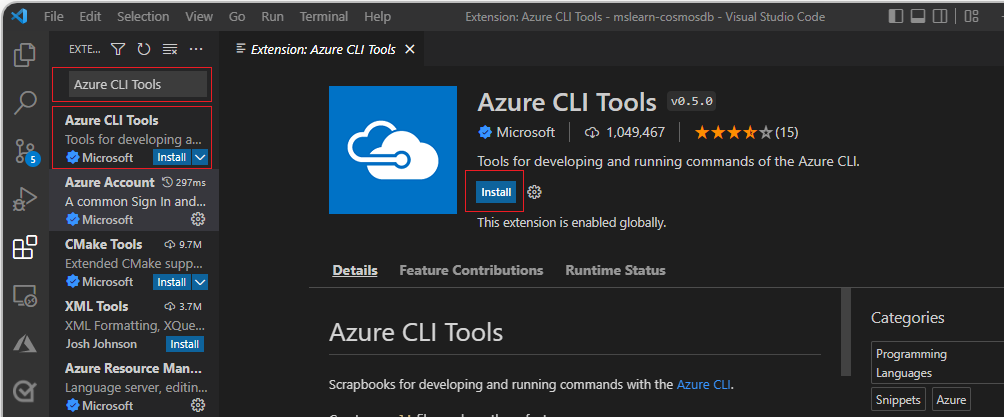 File Edit Selection View Go Run Terminal Help Extension: Azure CLI Tools - mslearn-cosmosdb - Visual Studio Code
EXTE...
Azure CLI Tools
Azure CLI Tools
Tools for developing a...
Microsoft Install
Azure Account 297ms
A common Sign In and...
Microsoft
CMake Tools 9.7M
Extended CMake supp...
Microsoft Install
XML Tools 3.7M
XML Formatting, XQue...
Josh Johnson Install
Azure Resource Man...
Language server, editin...
Microsoft
5
Extension: Azure CLI Tools
Azure CLI Tools v0.5.0
Microsoft 1,049,467 (15)
Tools for developing and running commands of the Azure CLI.
Install
This extension is enabled globally.
Details Feature Contributions Runtime Status
Azure CLI Tools
Scrapbooks for developing and running commands with the Azure CLI.
Categories
Programming
Languages
Snippets Azure